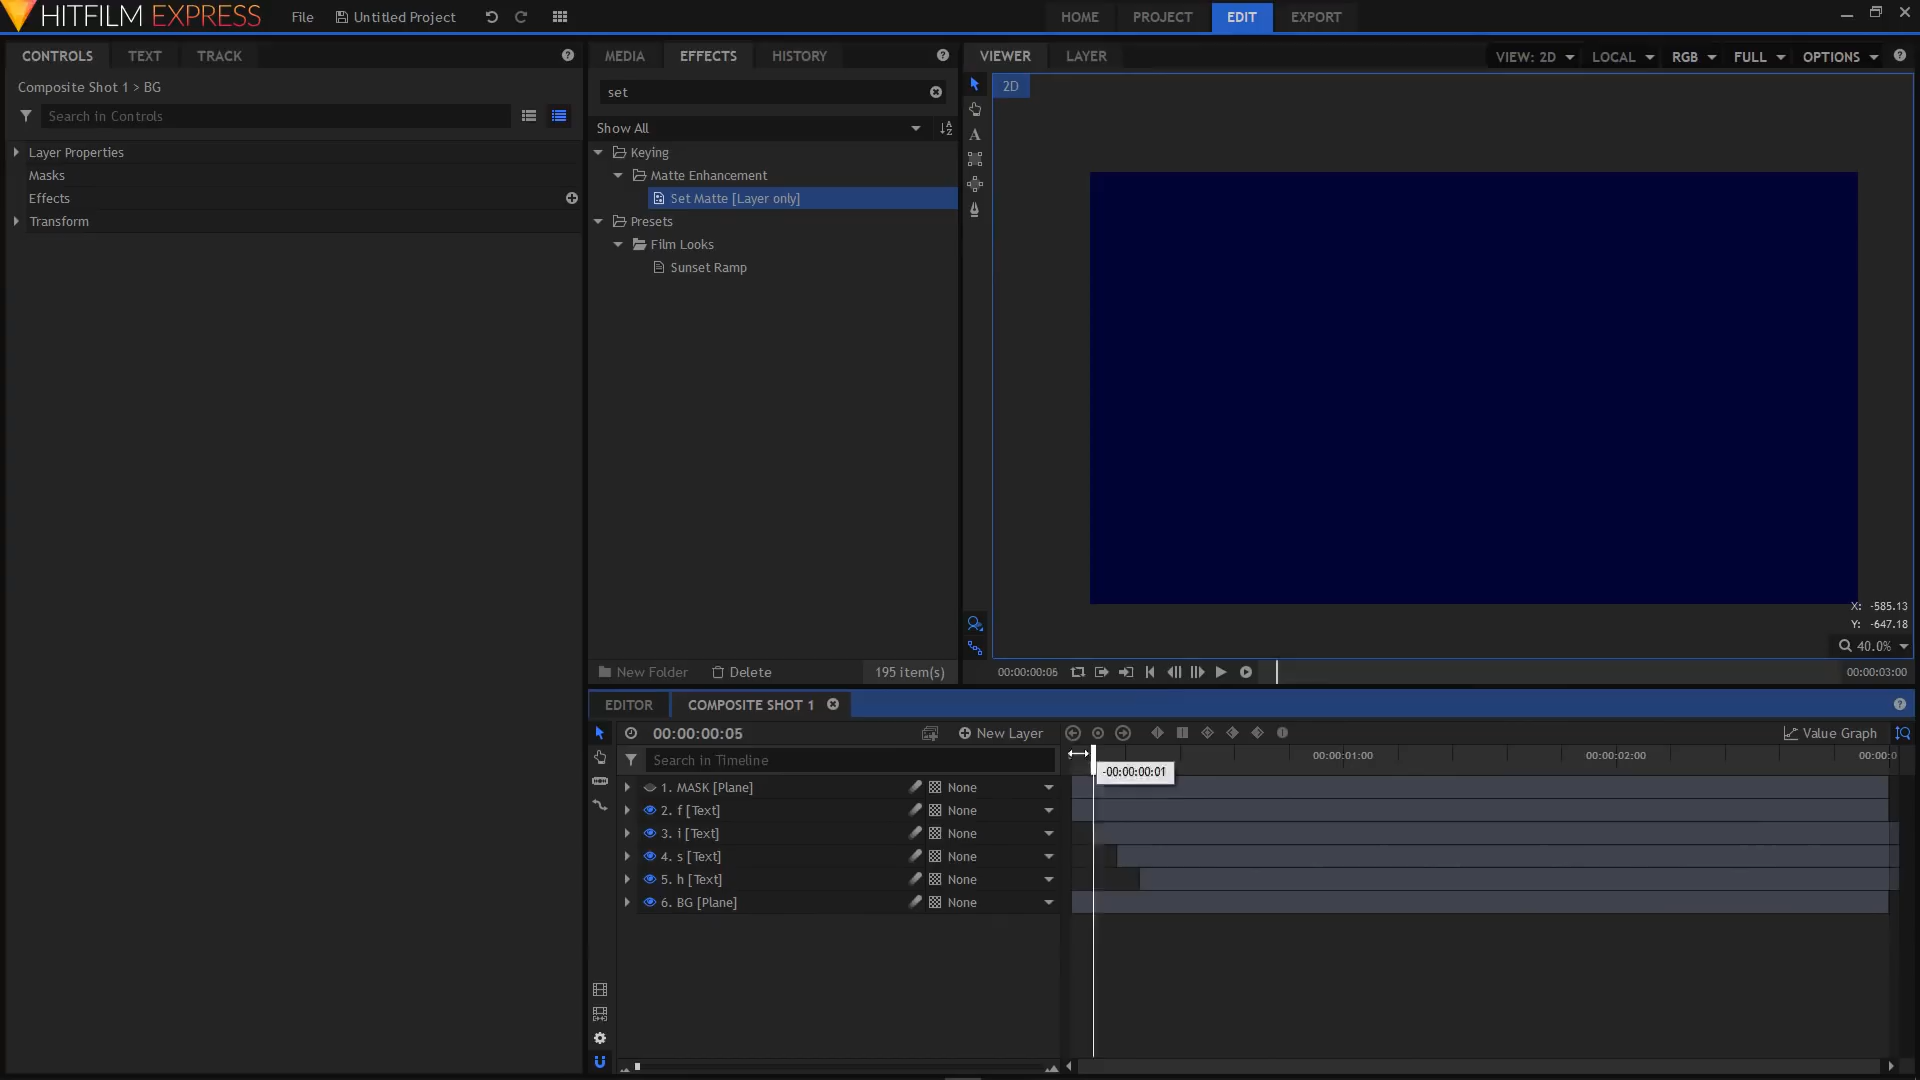 HITFILM EXPRESS
File
Untitled Project
HOME
PROJECT
EDIT
EXPORT
CONTROLS
TEXT
TRACK
Composite Shot 1 > BG
Search in Controls
Layer Properties
Masks
Effects
Transform
MEDIA
EFFECTS
HISTORY
set
Show All
Keying
Matte Enhancement
Set Matte [Layer only]
Presets
Film Looks
Sunset Ramp
New Folder
Delete
195 item(s)
VIEWER
LAYER
VIEW: 2D
LOCAL
RGB
FULL
OPTIONS
2D
X: -585.13
Y: -647.18
40.0%
00:00:00:05
00:00:03:00
EDITOR
COMPOSITE SHOT 1
00:00:00:05
New Layer
Value Graph
Search in Timeline
00:00:01:00
00:00:02:00
00:00:0
-00:00:00:01
1. MASK [Plane]
None
2. f [Text]
None
3. i [Text]
None
4. s [Text]
None
5. h [Text]
None
6. BG [Plane]
None